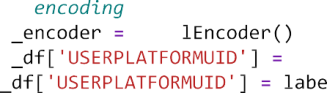 encoding
_encoder = lEncoder()
_df['USERPLATFORMUID'] =
_df['USERPLATFORMUID'] = labe